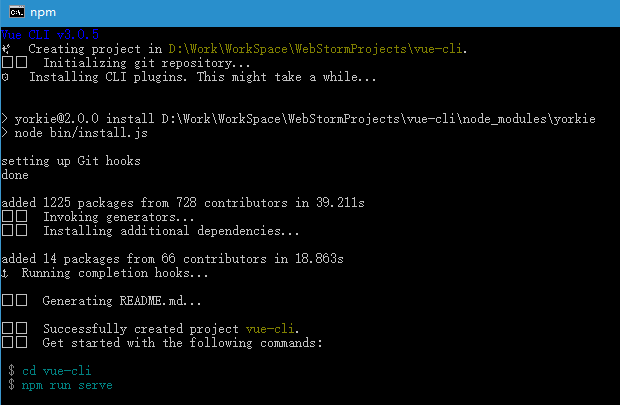 npm
Vue CLI v3.0.5
Creating project in D:\Work\WorkSpace\WebStormProjects\vue-cli.
Initializing git repository...
Installing CLI plugins. This might take a while...
> yorkie@2.0.0 install D:\Work\WorkSpace\WebStormProjects\vue-cli\node_modules\yorkie
> node bin/install.js
setting up Git hooks
done
added 1225 packages from 728 contributors in 39.211s
Invoking generators...
Installing additional dependencies...
added 14 packages from 66 contributors in 18.863s
Running completion hooks...
Generating README.md...
Successfully created project vue-cli.
Get started with the following commands:
$ cd vue-cli
$ npm run serve